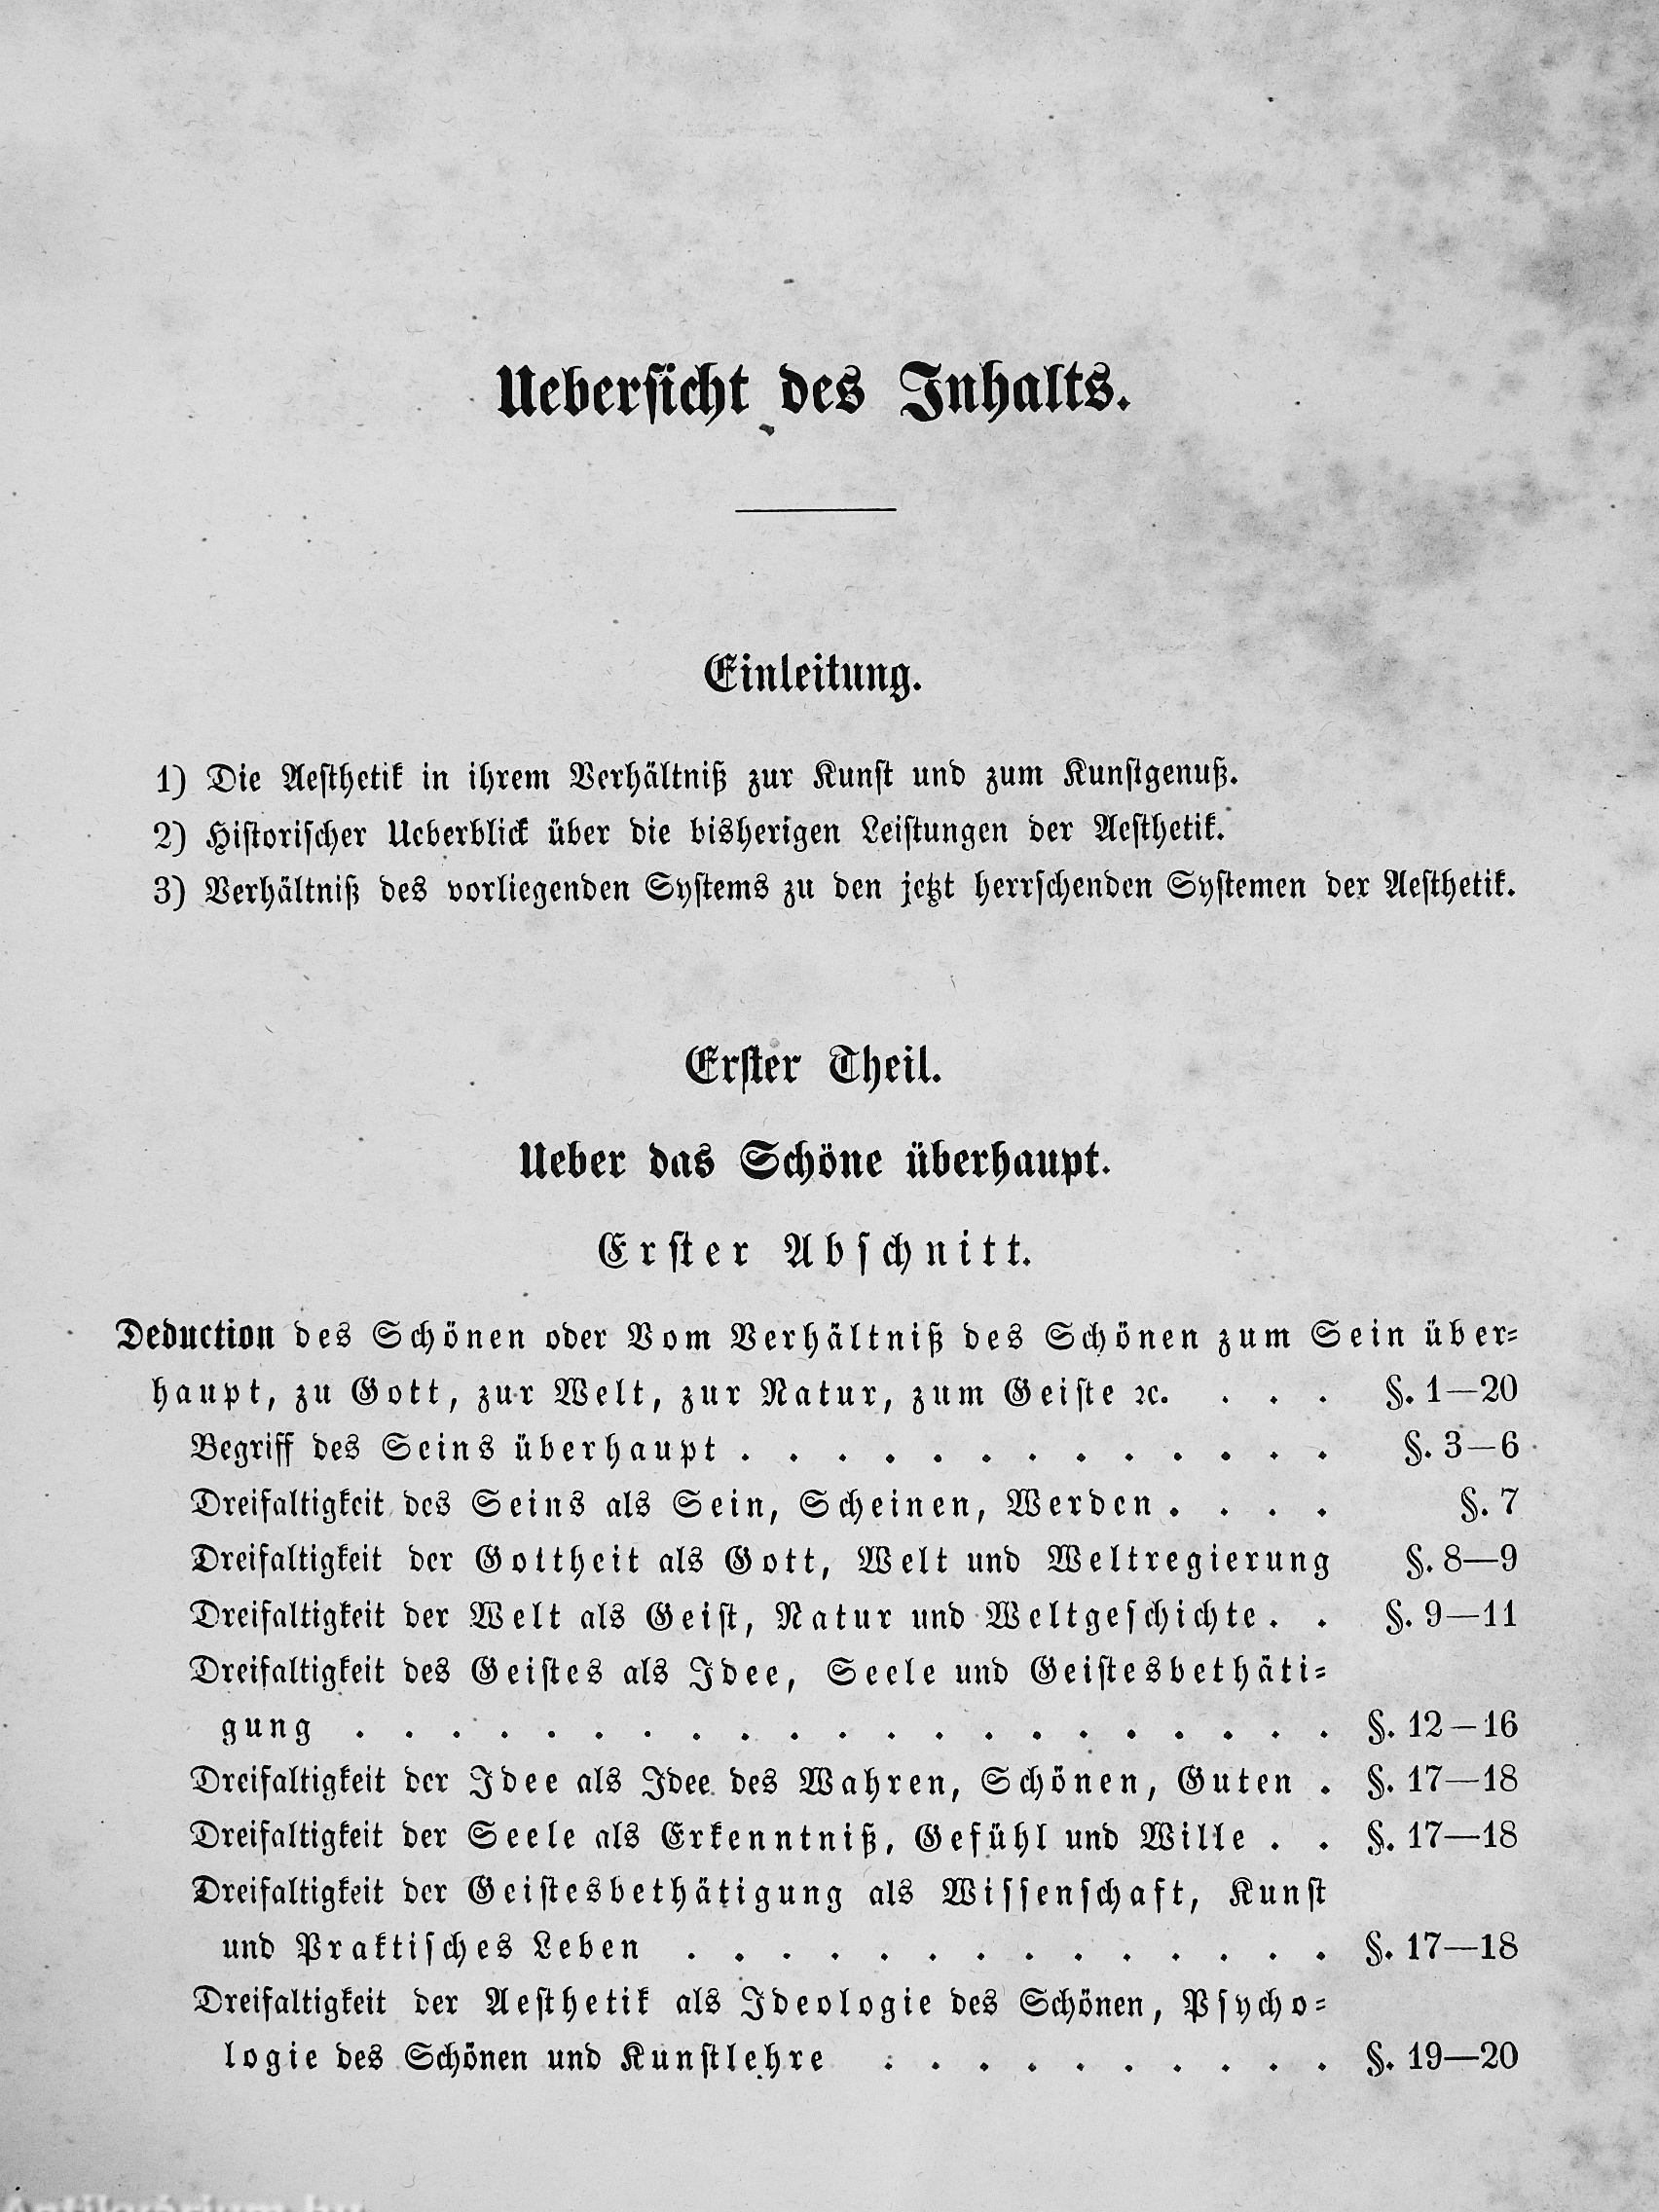 Uebersicht des Inhalts.
Einleitung.
1) Die Aesthetik in ihrem Verhältniß zur Kunst und zum Kunstgenuß.
2) Historischer Ueberblick über die bisherigen Leistungen der Aesthetik.
3) Verhältniß des vorliegenden Systems zu den jetzt herrschenden Systemen der Aesthetik.
Erster Theil.
Ueber das Schöne überhaupt.
Erster Abschnitt.
Deduction des Schönen oder Vom Verhältniß des Schönen zum Sein über=
haupt, zu Gott, zur Welt, zur Natur, zum Geiste ꝛc. . . . §. 1—20
Begriff des Seins überhaupt . . . . . . . . . . . . . §. 3—6
Dreifaltigkeit des Seins als Sein, Scheinen, Werden . . . . §. 7
Dreifaltigkeit der Gottheit als Gott, Welt und Weltregierung §. 8—9
Dreifaltigkeit der Welt als Geist, Natur und Weltgeschichte . . §. 9—11
Dreifaltigkeit des Geistes als Idee, Seele und Geistesbethäti=
gung . . . . . . . . . . . . . . . . . . . . . §. 12—16
Dreifaltigkeit der Idee als Idee des Wahren, Schönen, Guten . §. 17—18
Dreifaltigkeit der Seele als Erkenntniß, Gefühl und Wille . . §. 17—18
Dreifaltigkeit der Geistesbethätigung als Wissenschaft, Kunst
und Praktisches Leben . . . . . . . . . . . . . . §. 17—18
Dreifaltigkeit der Aesthetik als Ideologie des Schönen, Psycho=
logie des Schönen und Kunstlehre . . . . . . . . . . §. 19—20